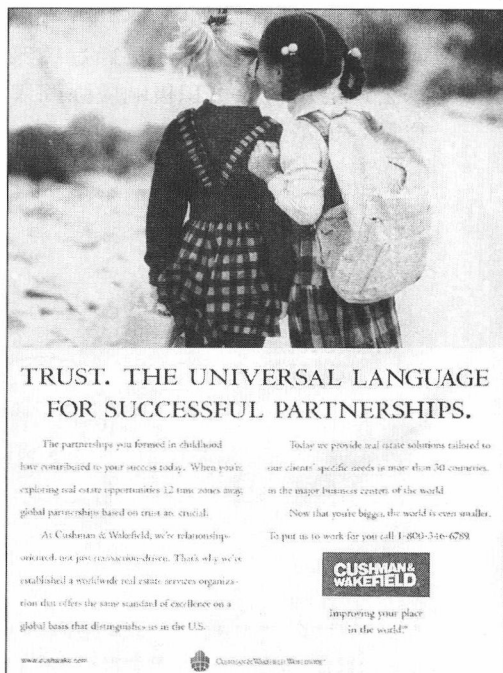 TRUST. THE UNIVERSAL LANGUAGE
FOR SUCCESSFUL PARTNERSHIPS.
The partnerships you formed in childhood
have contributed to your success today. When you're
exploring real estate opportunities 12 time zones away,
global partnerships based on trust are crucial.
At Cushman & Wakefield, we're relationship-
oriented, not just transaction-driven. That's why we've
established a worldwide real estate services organiza-
tion that offers the same standard of excellence on a
global basis that distinguishes us in the U.S.
Today we provide real estate solutions tailored to
our clients' specific needs in more than 30 countries,
in the major business centers of the world.
Now that you're bigger, the world is even smaller.
To put us to work for you call 1-800-346-6789.
CUSHMAN &
WAKEFIELD®
Improving your place
in the world.™
www.cushwake.com
CUSHMAN & WAKEFIELD WORLDWIDE™